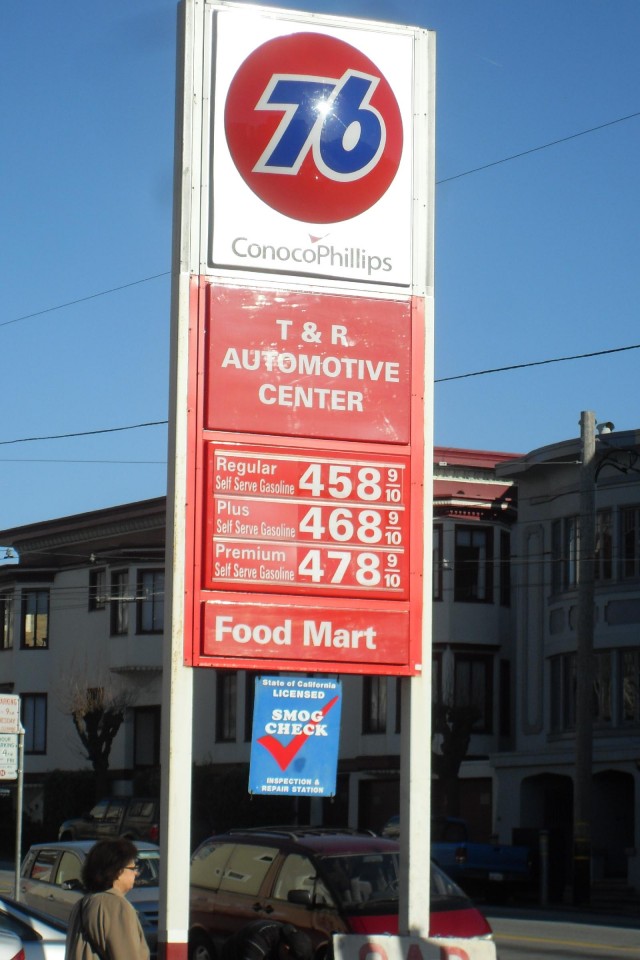 76
ConocoPhillips
T & R
AUTOMOTIVE
CENTER
Regular
Self Serve Gasoline 458 9/10
Plus
Self Serve Gasoline 468 9/10
Premium
Self Serve Gasoline 478 9/10
Food Mart
State of California
LICENSED
SMOG
CHECK
INSPECTION &
REPAIR STATION